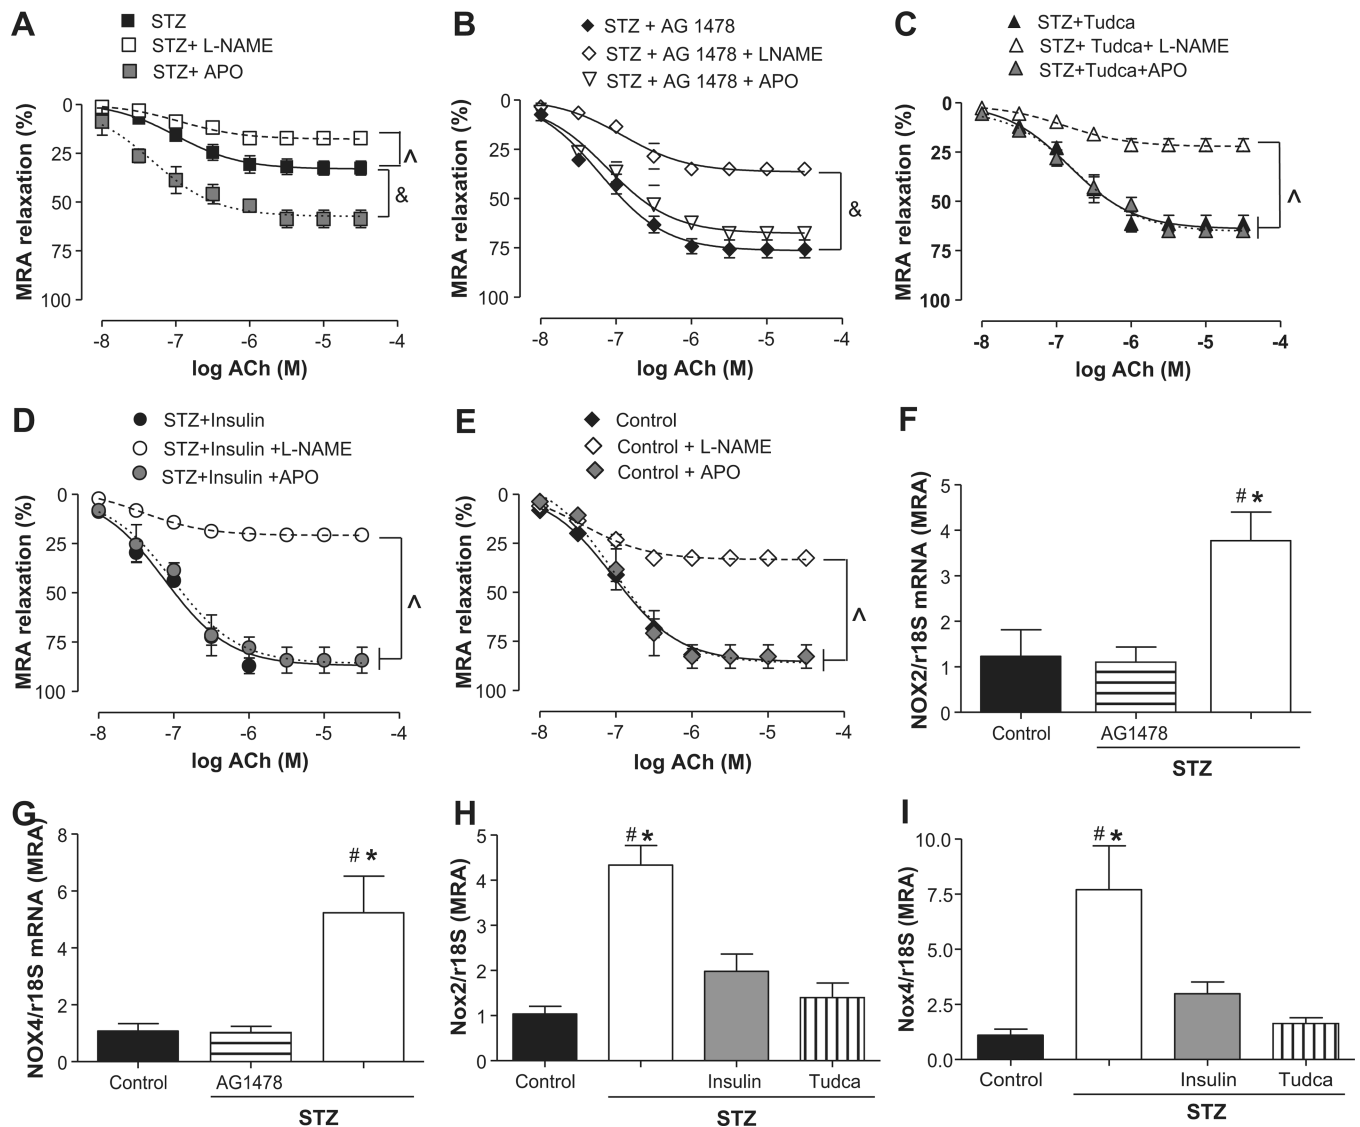 A
STZ
STZ+ L-NAME
STZ+ APO
MRA relaxation (%)
0
25
50
75
100
Λ
&
-8
-7
-6
-5
-4
log ACh (M)
B
STZ + AG 1478
STZ + AG 1478 + LNAME
STZ + AG 1478 + APO
MRA relaxation (%)
0
25
50
75
100
&
-8
-7
-6
-5
-4
log ACh (M)
C
STZ+Tudca
STZ+ Tudca+ L-NAME
STZ+Tudca+APO
MRA relaxation (%)
0
25
50
75
100
Λ
-8
-7
-6
-5
-4
log ACh (M)
D
STZ+Insulin
STZ+Insulin +L-NAME
STZ+Insulin +APO
MRA relaxation (%)
0
25
50
75
100
Λ
-8
-7
-6
-5
-4
log ACh (M)
E
Control
Control + L-NAME
Control + APO
MRA relaxation (%)
0
25
50
75
100
Λ
-8
-7
-6
-5
-4
log ACh (M)
F
NOX2/r18S mRNA (MRA)
5
4
3
2
1
0
# *
Control
AG1478
STZ
G
NOX4/r18S mRNA (MRA)
8
6
4
2
0
# *
Control
AG1478
STZ
H
Nox2/r18S (MRA)
5
4
3
2
1
0
# *
Control
Insulin
Tudca
STZ
I
Nox4/r18S (MRA)
10.0
7.5
5.0
2.5
0.0
# *
Control
Insulin
Tudca
STZ